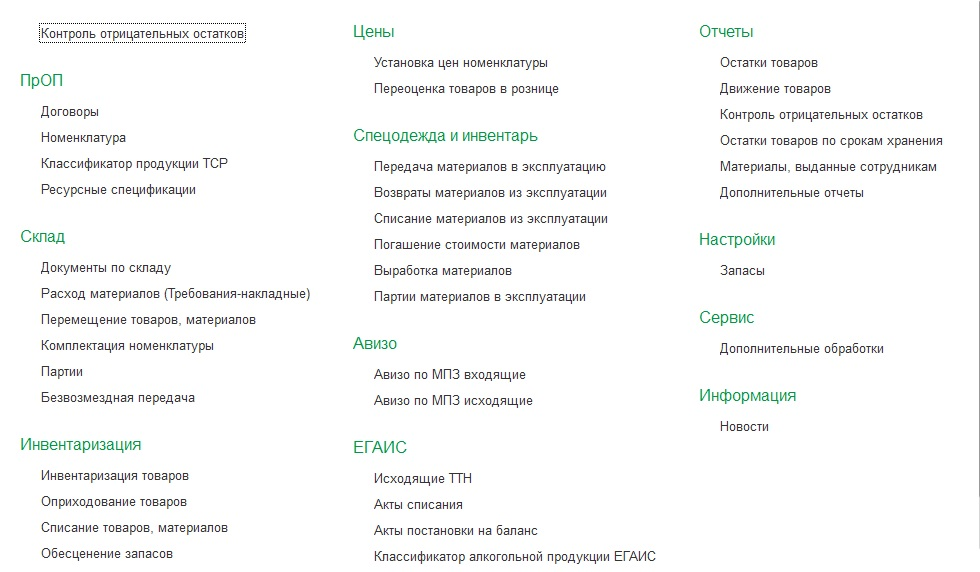 Контроль отрицательных остатков
ПрОП
Договоры
Номенклатура
Классификатор продукции ТСР
Ресурсные спецификации
Склад
Документы по складу
Расход материалов (Требования-накладные)
Перемещение товаров, материалов
Комплектация номенклатуры
Партии
Безвозмездная передача
Инвентаризация
Инвентаризация товаров
Оприходование товаров
Списание товаров, материалов
Обесценение запасов
Цены
Установка цен номенклатуры
Переоценка товаров в рознице
Спецодежда и инвентарь
Передача материалов в эксплуатацию
Возвраты материалов из эксплуатации
Списание материалов из эксплуатации
Погашение стоимости материалов
Выработка материалов
Партии материалов в эксплуатации
Авизо
Авизо по МПЗ входящие
Авизо по МПЗ исходящие
ЕГАИС
Исходящие ТТН
Акты списания
Акты постановки на баланс
Классификатор алкогольной продукции ЕГАИС
Отчеты
Остатки товаров
Движение товаров
Контроль отрицательных остатков
Остатки товаров по срокам хранения
Материалы, выданные сотрудникам
Дополнительные отчеты
Настройки
Запасы
Сервис
Дополнительные обработки
Информация
Новости